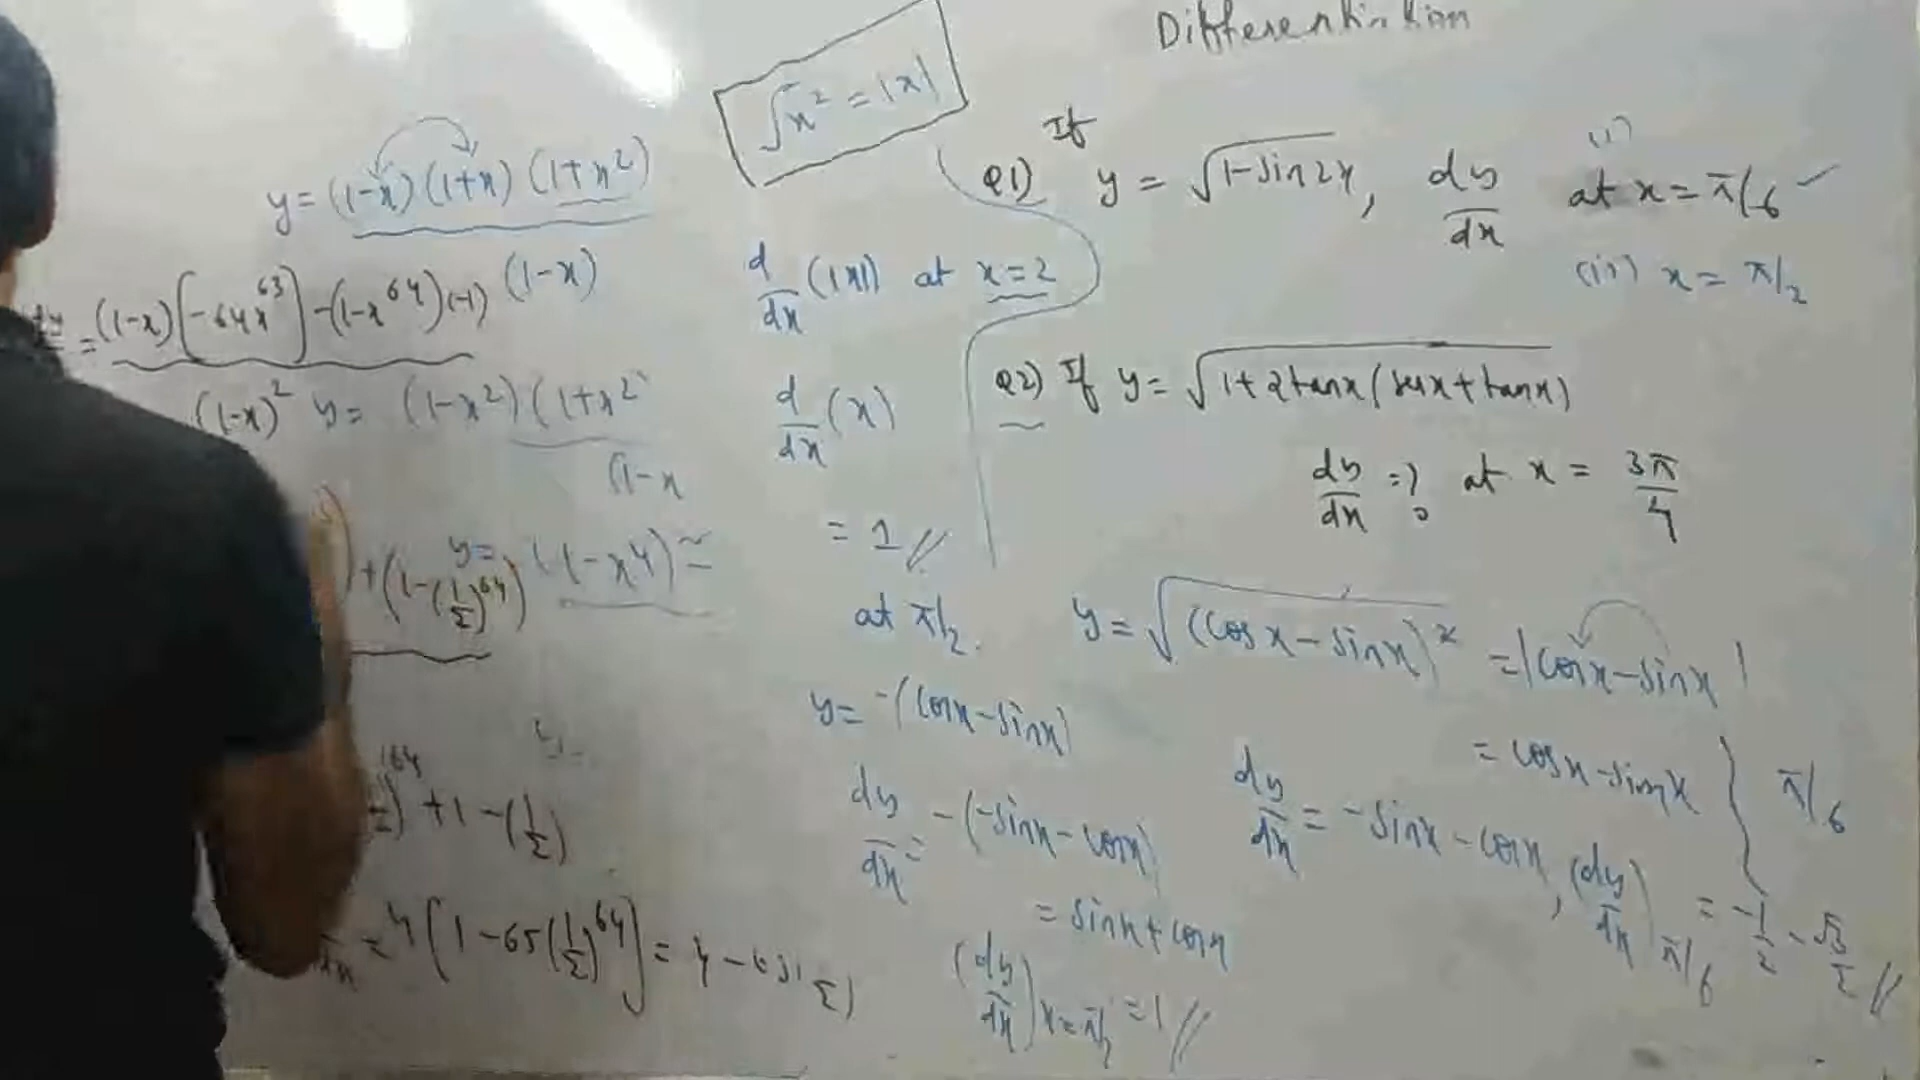 Differentiation
√x² = |x|
y = (1-x)(1+x)(1+x²)
(1-x)
= (1-x)[-64x⁶³] - (1-x⁶⁴)(-1)
(1-x)²
y = (1-x²)(1+x²
(1-x
y = (1-x⁴)
+ (1-(1/2)⁶⁴)
+ 1 - (1/2)
= 4[1-65(1/2)⁶⁴] = 4 -
d/dx (|x|) at x=2
d/dx (x)
= 1 //
at π/2.
y = -(cosx-sinx)
dy/dx = -(-sinx-cosx)
= sinx+cosx
(dy/dx) x=π/2 = 1 //
If
Q1) y = √1-sin2x, dy/dx (i) at x = π/6 ✓
(ii) x = π/2
Q2) If y = √1+2tanx(secx+tanx)
dy/dx = ? at x = 3π/4
y = √(cosx-sinx)² = |cosx-sinx|
= cosx-sinx π/6
dy/dx = -sinx-cosx, (dy/dx) π/6 = -1/2 - √3/2 //